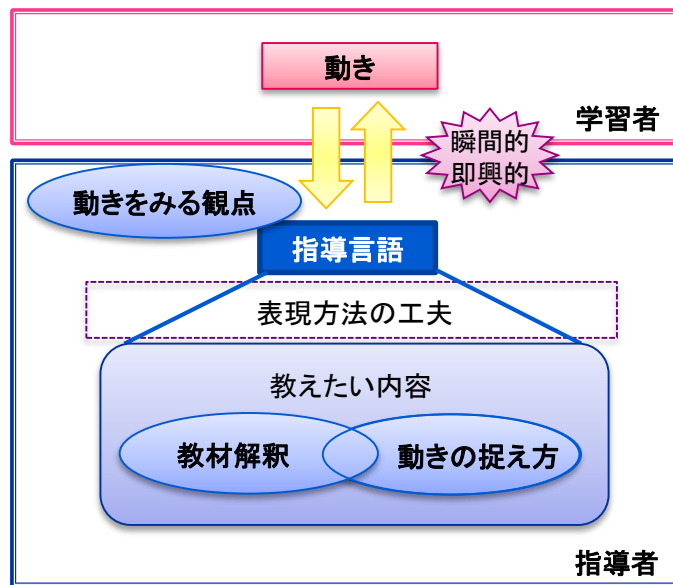 動き
学習者
瞬間的
即興的
動きをみる観点
指導言語
表現方法の工夫
教えたい内容
教材解釈
動きの捉え方
指導者